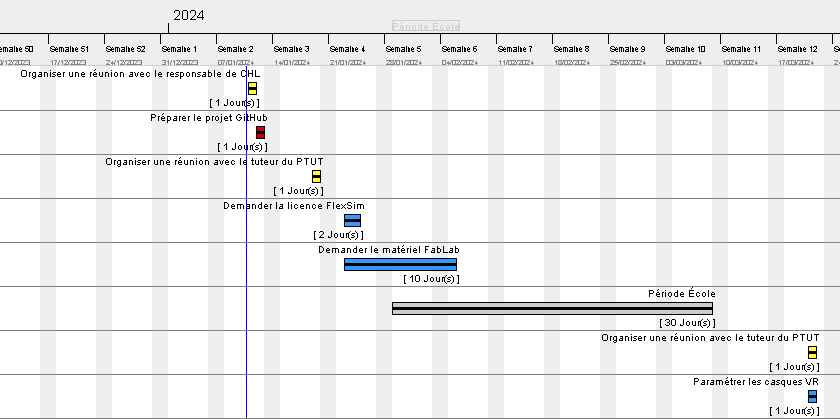 2024
Période École
Semaine 50 Semaine 51 Semaine 52 Semaine 1 Semaine 2 Semaine 3 Semaine 4 Semaine 5 Semaine 6 Semaine 7 Semaine 8 Semaine 9 Semaine 10 Semaine 11 Semaine 12
0/12/2023 17/12/2023 24/12/2023 31/12/2023 07/01/2024 14/01/2024 21/01/2024 28/01/2024 04/02/2024 11/02/2024 18/02/2024 25/02/2024 03/03/2024 10/03/2024 17/03/2024 24
Organiser une réunion avec le responsable de CHL
[ 1 Jour(s) ]
Préparer le projet GitHub
[ 1 Jour(s) ]
Organiser une réunion avec le tuteur du PTUT
[ 1 Jour(s) ]
Demander la licence FlexSim
[ 2 Jour(s) ]
Demander le matériel FabLab
[ 10 Jour(s) ]
Période École
[ 30 Jour(s) ]
Organiser une réunion avec le tuteur du PTUT
[ 1 Jour(s) ]
Paramétrer les casques VR
[ 1 Jour(s) ]